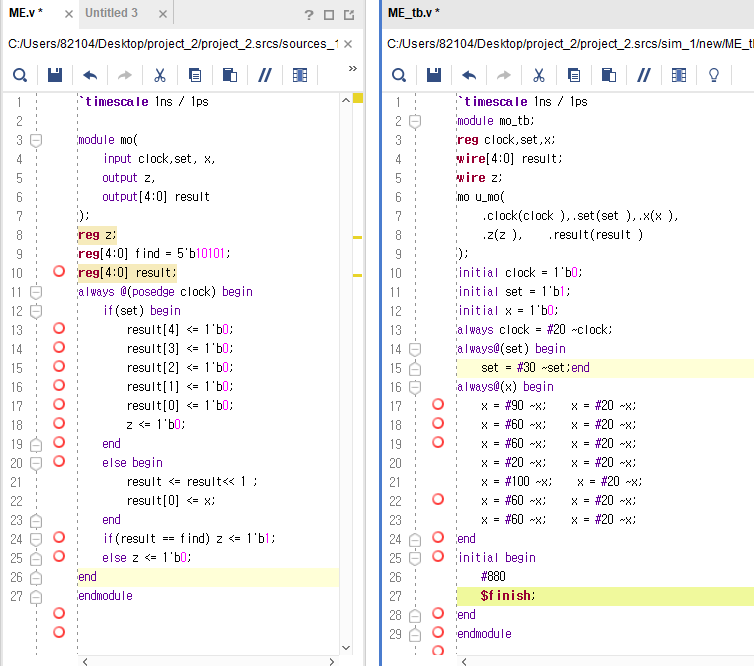 ME.v *
Untitled 3
C:/Users/82104/Desktop/project_2/project_2.srcs/sources_1
1 `timescale 1ns / 1ps
2
3 module mo(
4 input clock,set, x,
5 output z,
6 output[4:0] result
7 );
8 reg z;
9 reg[4:0] find = 5'b10101;
10 reg[4:0] result;
11 always @(posedge clock) begin
12 if(set) begin
13 result[4] <= 1'b0;
14 result[3] <= 1'b0;
15 result[2] <= 1'b0;
16 result[1] <= 1'b0;
17 result[0] <= 1'b0;
18 z <= 1'b0;
19 end
20 else begin
21 result <= result<< 1 ;
22 result[0] <= x;
23 end
24 if(result == find) z <= 1'b1;
25 else z <= 1'b0;
26 end
27 endmodule
ME_tb.v *
C:/Users/82104/Desktop/project_2/project_2.srcs/sim_1/new/ME_t
1 `timescale 1ns / 1ps
2 module mo_tb;
3 reg clock,set,x;
4 wire[4:0] result;
5 wire z;
6 mo u_mo(
7 .clock(clock ),.set(set ),.x(x ),
8 .z(z ), .result(result )
9 );
10 initial clock = 1'b0;
11 initial set = 1'b1;
12 initial x = 1'b0;
13 always clock = #20 ~clock;
14 always@(set) begin
15 set = #30 ~set;end
16 always@(x) begin
17 x = #90 ~x; x = #20 ~x;
18 x = #60 ~x; x = #20 ~x;
19 x = #60 ~x; x = #20 ~x;
20 x = #20 ~x; x = #20 ~x;
21 x = #100 ~x; x = #20 ~x;
22 x = #60 ~x; x = #20 ~x;
23 x = #60 ~x; x = #20 ~x;
24 end
25 initial begin
26 #880
27 $finish;
28 end
29 endmodule